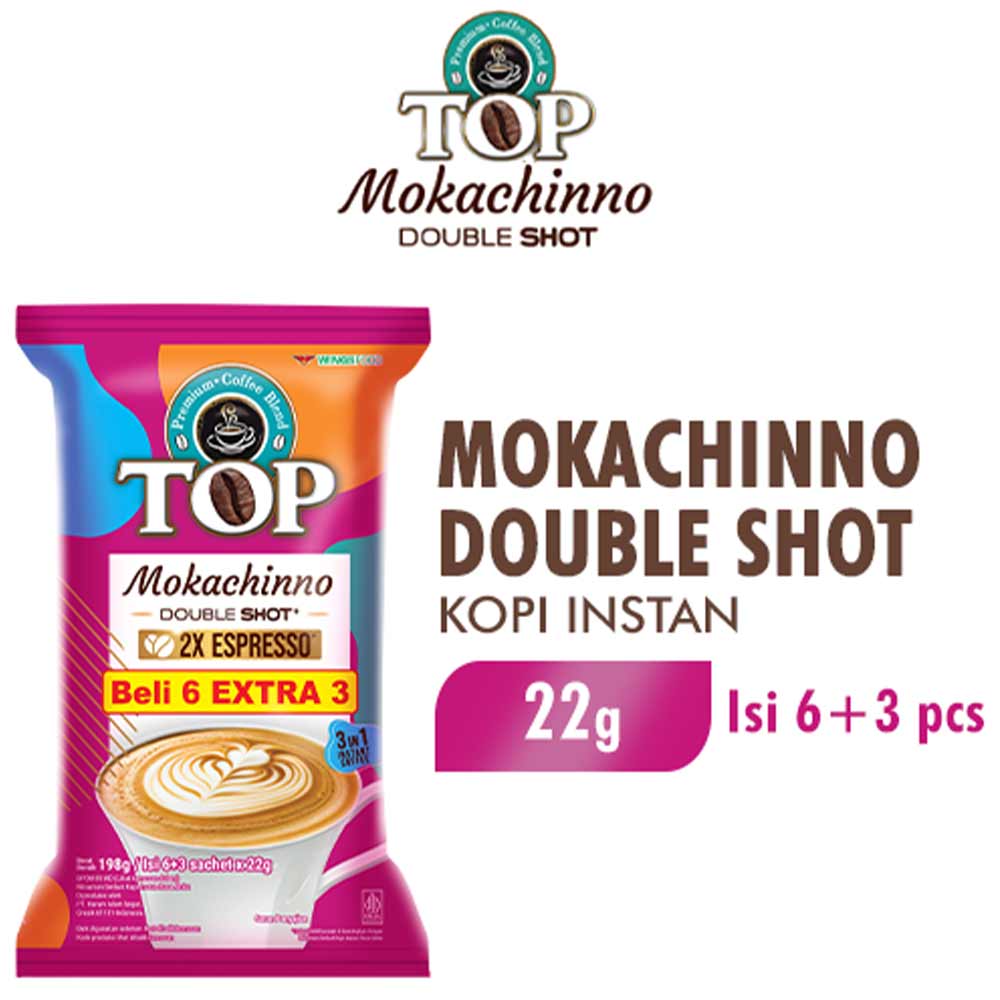 Premium • Coffee Blend
TOP
Mokachinno
DOUBLE SHOT
WINGS FOOD
Premium • Coffee Blend
TOP
Mokachinno
DOUBLE SHOT*
2X ESPRESSO
Beli 6 EXTRA 3
3 IN 1
INSTANT
COFFEE
198g / Isi 6+3 sachet x 22g
MOKACHINNO
DOUBLE SHOT
KOPI INSTAN
22g
Isi 6+3 pcs